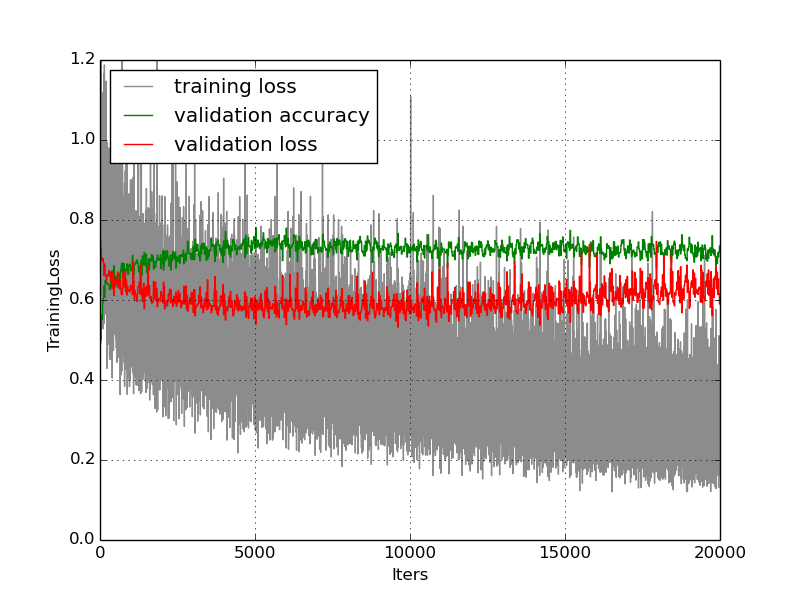 training loss
validation accuracy
validation loss
1.2
1.0
0.8
0.6
0.4
0.2
0.0
TrainingLoss
0 5000 10000 15000 20000
Iters